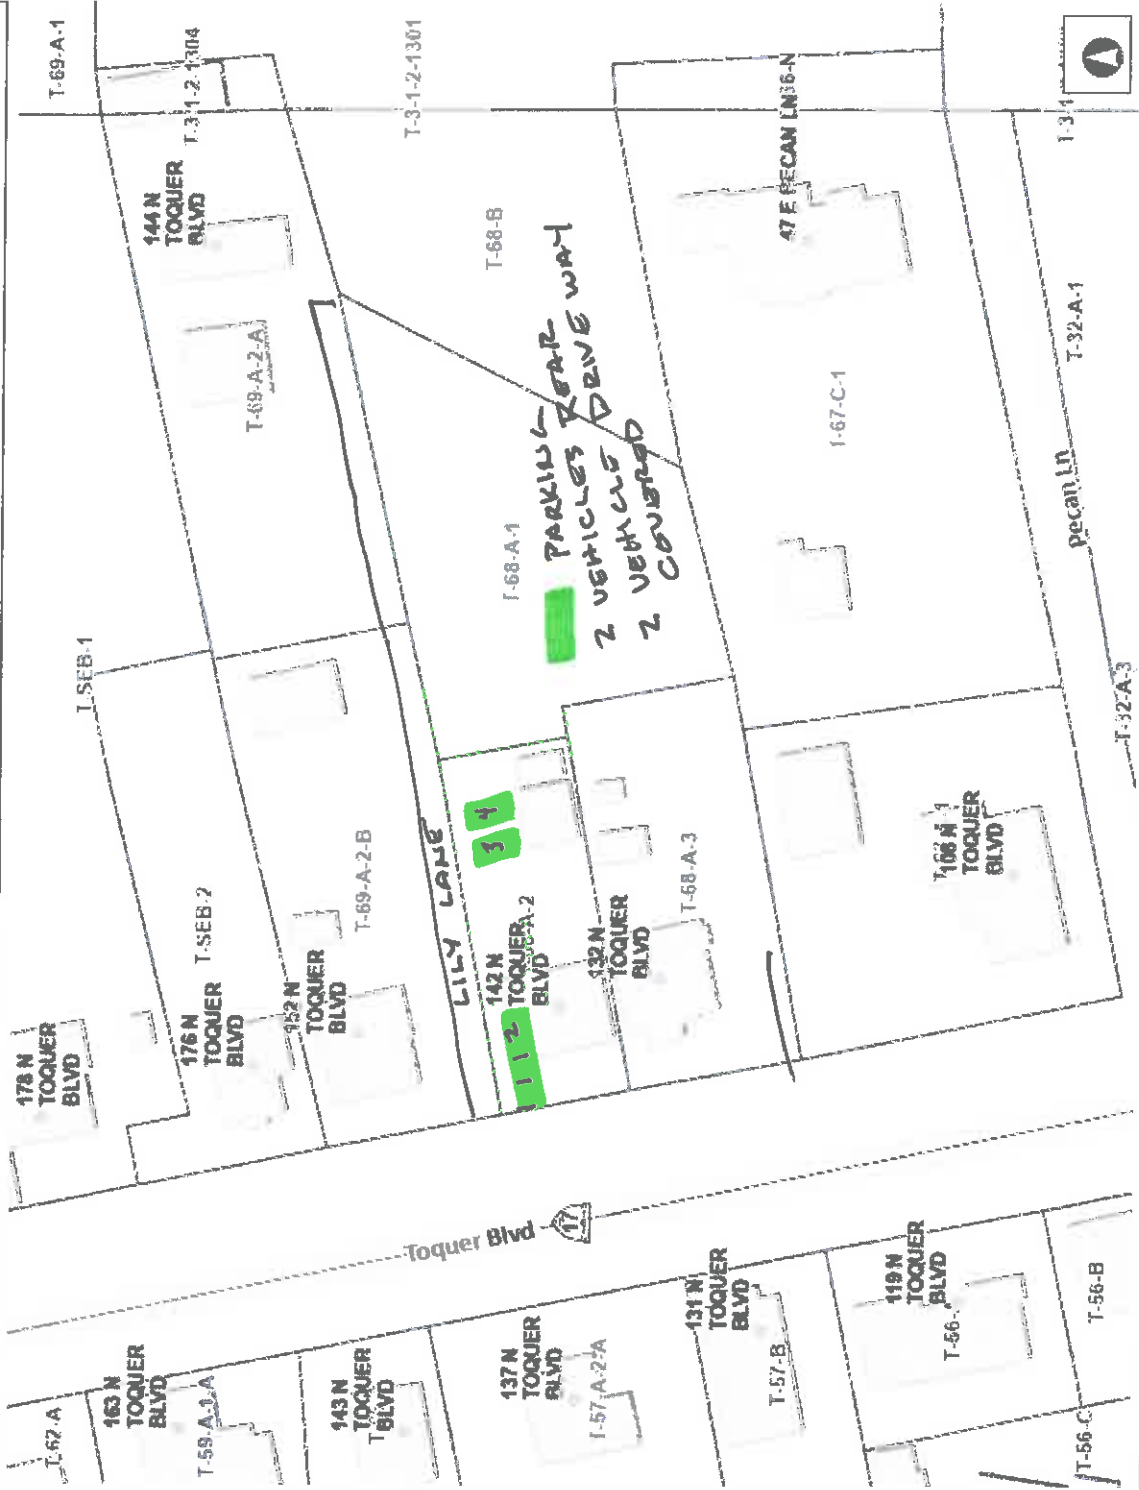 T-69-A-1
T-3-1-2-1304
144 N
TOQUER
BLVD
T-69-A-2-A
T-3-1-2-1301
T-68-B
T-SEB-1
T-SEB-2
178 N
TOQUER
BLVD
176 N
TOQUER
BLVD
152 N
TOQUER
BLVD
T-69-A-2-B
LILY LANE
T-68-A-1
PARKING
2 VEHICLES REAR
2 VEHICLE DRIVE WAY
COVERED
1 2
3 4
142 N
TOQUER
BLVD
132 N
TOQUER
BLVD
T-68-A-3
47 E PECAN LN
T-67-C-1
108 N
TOQUER
BLVD
Pecan Ln
T-32-A-1
T-32-A-3
Toquer Blvd
17
T-62-A
163 N
TOQUER
BLVD
T-59-A-1-A
143 N
TOQUER
BLVD
137 N
TOQUER
BLVD
T-57-A-2-A
131 N
TOQUER
BLVD
T-57-B
119 N
TOQUER
BLVD
T-56-B
T-56-C